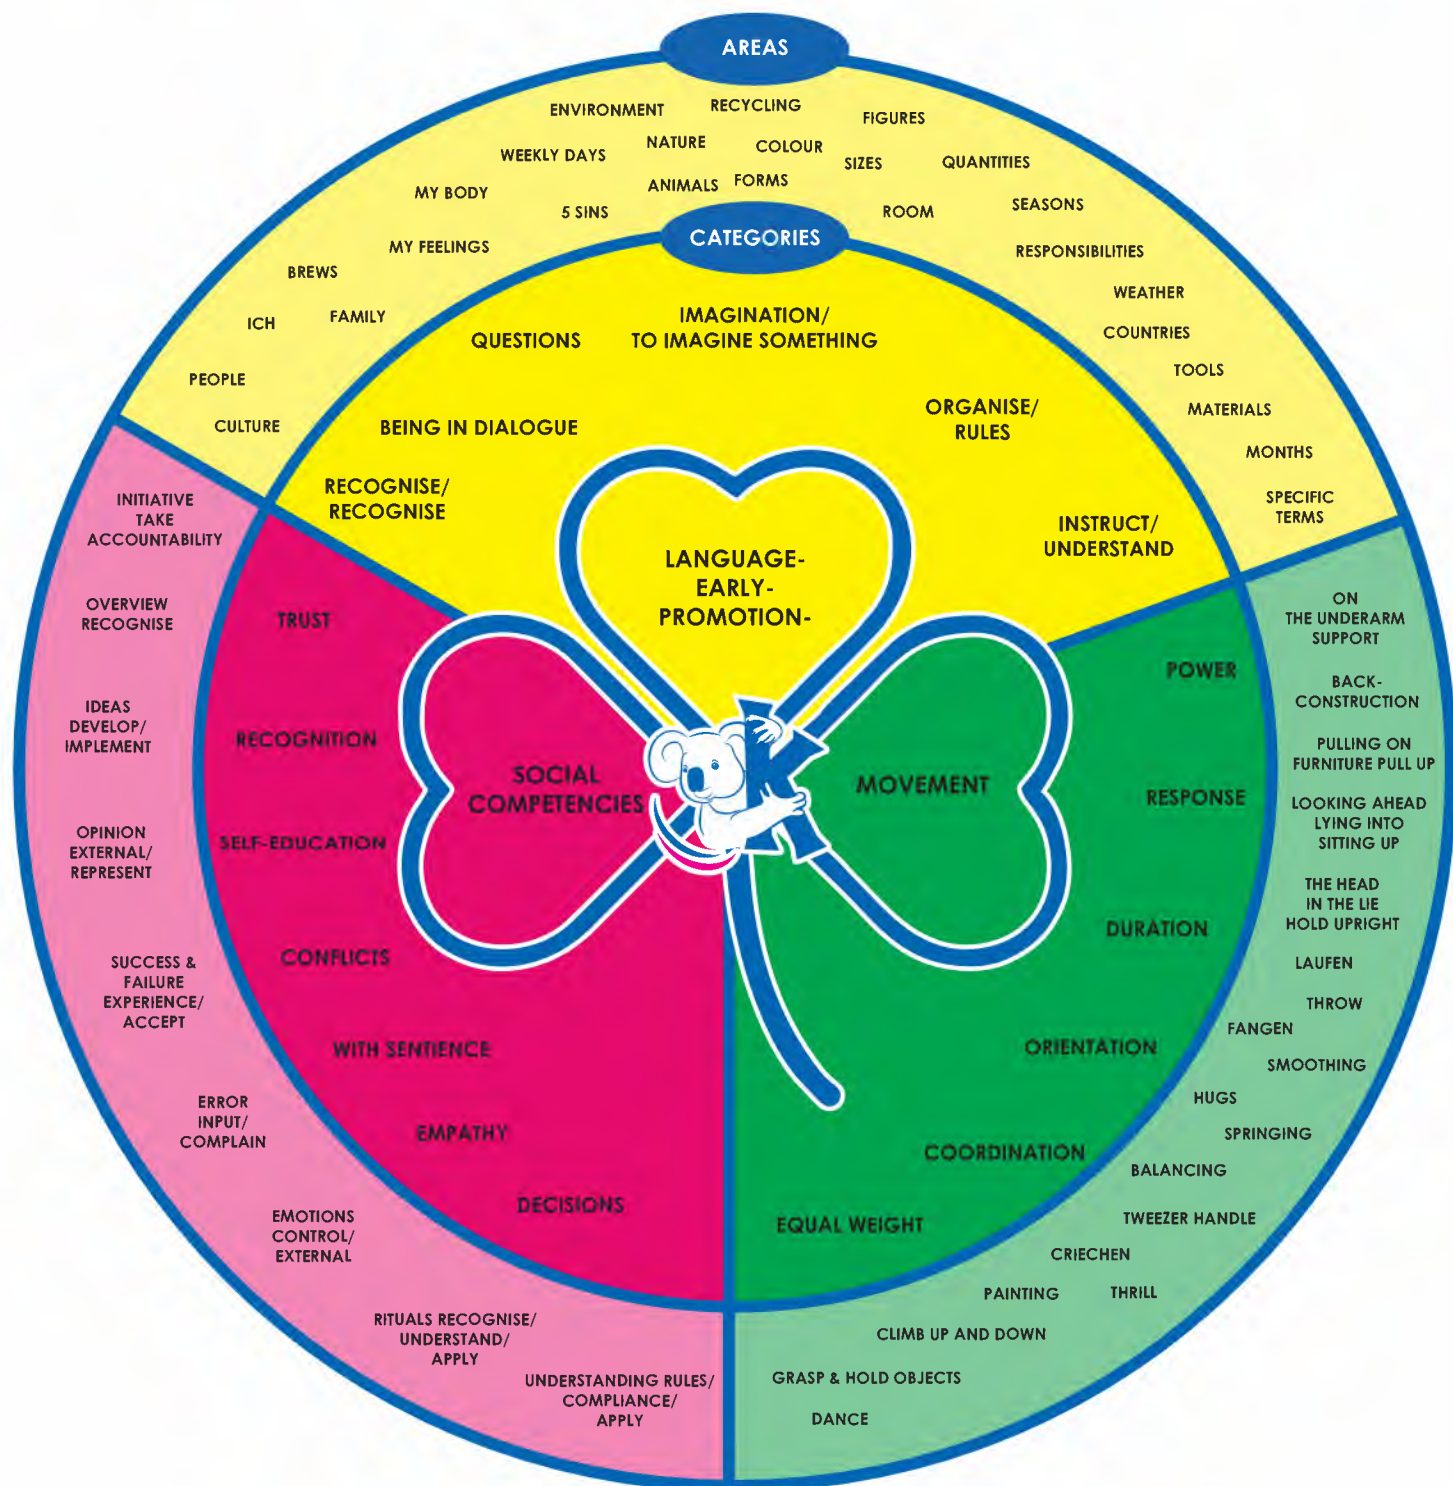 AREAS
ENVIRONMENT
RECYCLING
FIGURES
WEEKLY DAYS
NATURE
COLOUR
SIZES
QUANTITIES
MY BODY
ANIMALS
FORMS
5 SINS
ROOM
SEASONS
MY FEELINGS
RESPONSIBILITIES
BREWS
WEATHER
ICH
FAMILY
COUNTRIES
PEOPLE
TOOLS
CULTURE
MATERIALS
MONTHS
SPECIFIC
TERMS
CATEGORIES
QUESTIONS
IMAGINATION/
TO IMAGINE SOMETHING
BEING IN DIALOGUE
ORGANISE/
RULES
RECOGNISE/
RECOGNISE
INSTRUCT/
UNDERSTAND
LANGUAGE-
EARLY-
PROMOTION-
SOCIAL
COMPETENCIES
MOVEMENT
K
INITIATIVE
TAKE
ACCOUNTABILITY
OVERVIEW
RECOGNISE
IDEAS
DEVELOP/
IMPLEMENT
OPINION
EXTERNAL/
REPRESENT
SUCCESS &
FAILURE
EXPERIENCE/
ACCEPT
ERROR
INPUT/
COMPLAIN
EMOTIONS
CONTROL/
EXTERNAL
RITUALS RECOGNISE/
UNDERSTAND/
APPLY
UNDERSTANDING RULES/
COMPLIANCE/
APPLY
TRUST
RECOGNITION
SELF-EDUCATION
CONFLICTS
WITH SENTIENCE
EMPATHY
DECISIONS
POWER
RESPONSE
DURATION
ORIENTATION
COORDINATION
EQUAL WEIGHT
ON
THE UNDERARM
SUPPORT
BACK-
CONSTRUCTION
PULLING ON
FURNITURE PULL UP
LOOKING AHEAD
LYING INTO
SITTING UP
THE HEAD
IN THE LIE
HOLD UPRIGHT
LAUFEN
THROW
FANGEN
SMOOTHING
HUGS
SPRINGING
BALANCING
TWEEZER HANDLE
CRIECHEN
PAINTING
THRILL
CLIMB UP AND DOWN
GRASP & HOLD OBJECTS
DANCE